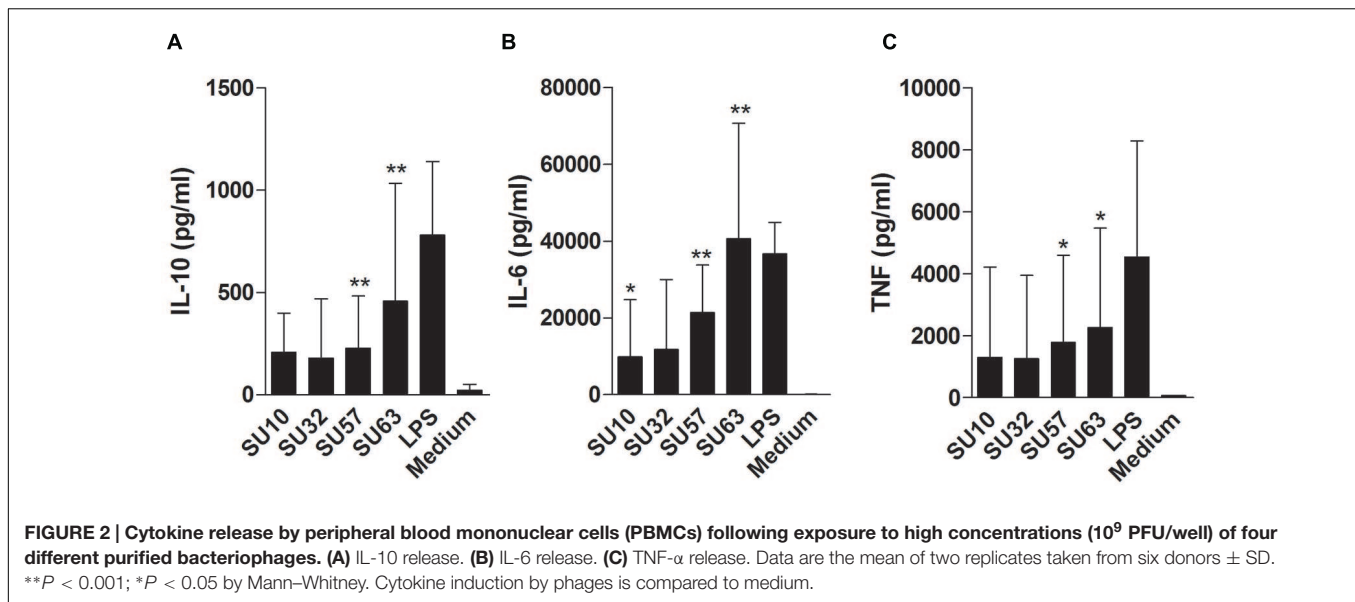 A
B
C
IL-10 (pg/ml)
1500
1000
500
0
**
**
SU10
SU32
SU57
SU63
LPS
Medium
IL-6 (pg/ml)
80000
60000
40000
20000
0
*
**
**
SU10
SU32
SU57
SU63
LPS
Medium
TNF (pg/ml)
10000
8000
6000
4000
2000
0
*
*
SU10
SU32
SU57
SU63
LPS
Medium
FIGURE 2 | Cytokine release by peripheral blood mononuclear cells (PBMCs) following exposure to high concentrations (10⁹ PFU/well) of four
different purified bacteriophages. (A) IL-10 release. (B) IL-6 release. (C) TNF-α release. Data are the mean of two replicates taken from six donors ± SD.
**P < 0.001; *P < 0.05 by Mann–Whitney. Cytokine induction by phages is compared to medium.